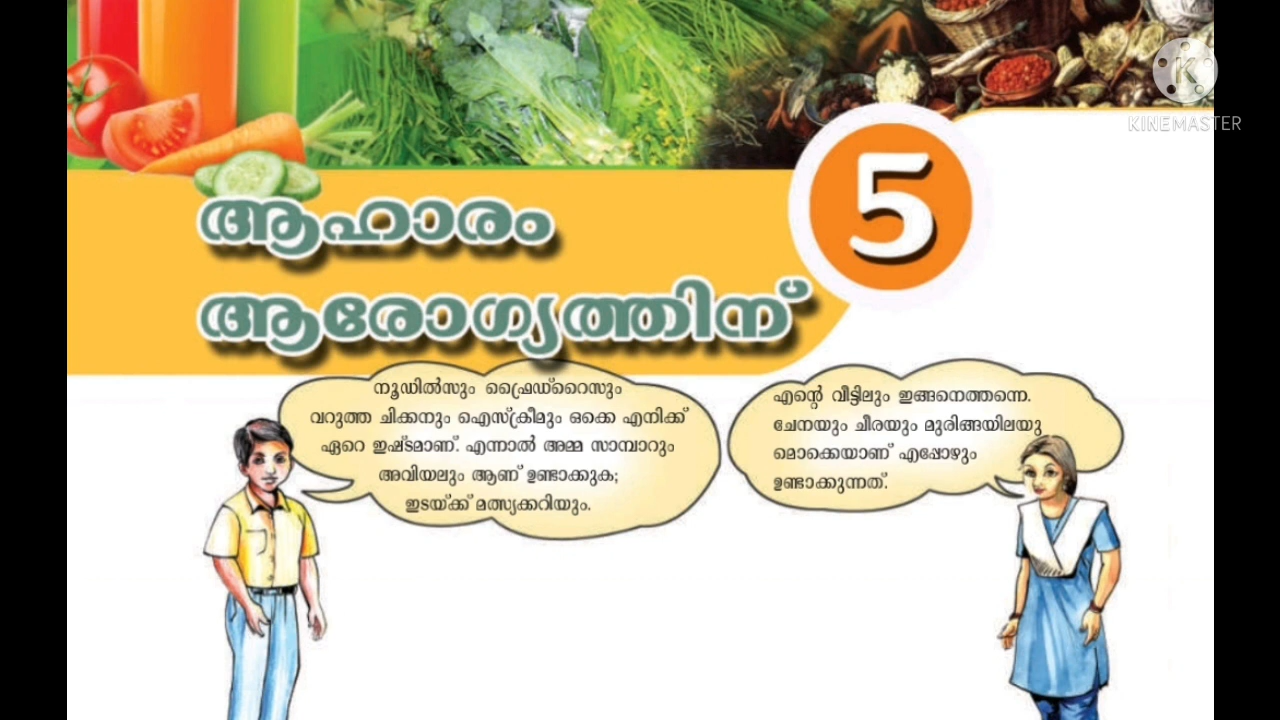 KINEMASTER
5
ആഹാരം
ആരോഗ്യത്തിന്
നൂഡിൽസും ഫ്രൈഡ്റൈസും
വറുത്ത ചിക്കനും ഐസ്ക്രീമും ഒക്കെ എനിക്ക്
ഏറെ ഇഷ്ടമാണ്. എന്നാൽ അമ്മ സാമ്പാറും
അവിയലും ആണ് ഉണ്ടാക്കുക;
ഇടയ്ക്ക് മത്സ്യക്കറിയും.
എന്റെ വീട്ടിലും ഇങ്ങനെത്തന്നെ.
ചേനയും ചീരയും മുരിങ്ങയിലയു
മൊക്കെയാണ് എപ്പോഴും
ഉണ്ടാക്കുന്നത്.